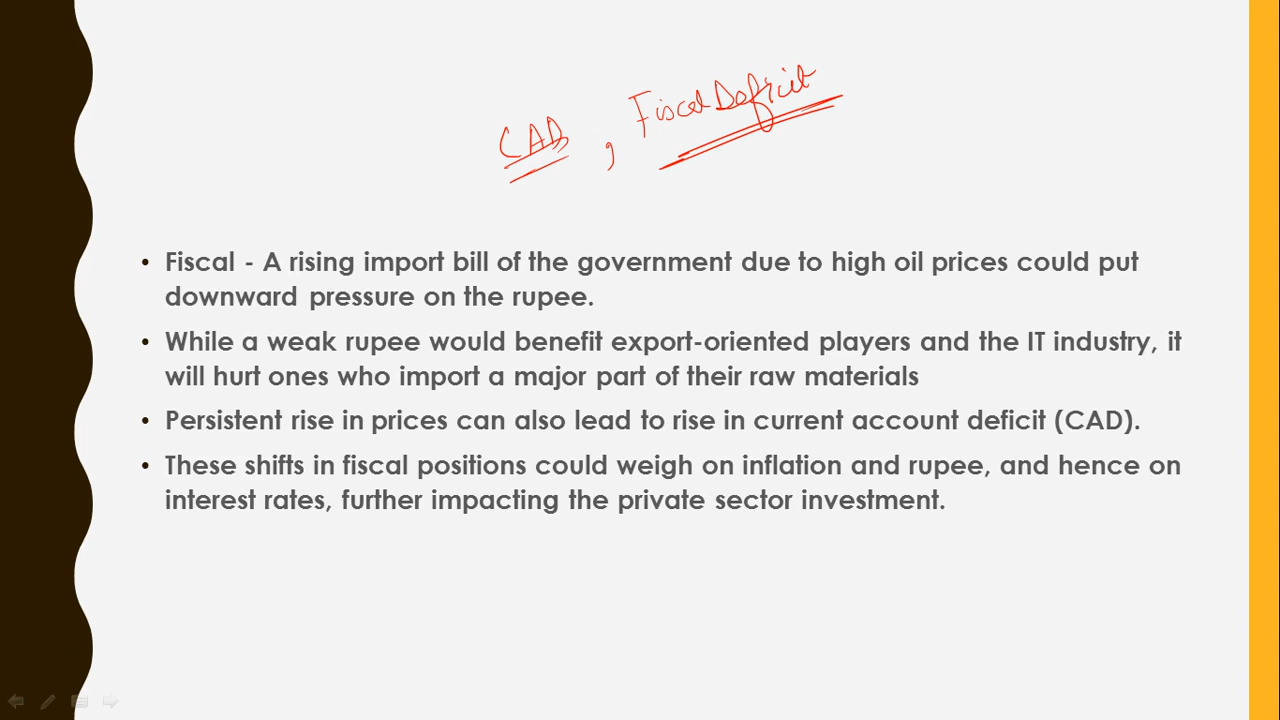 CAD, Fiscal Deficit
• Fiscal - A rising import bill of the government due to high oil prices could put
downward pressure on the rupee.
• While a weak rupee would benefit export-oriented players and the IT industry, it
will hurt ones who import a major part of their raw materials
• Persistent rise in prices can also lead to rise in current account deficit (CAD).
• These shifts in fiscal positions could weigh on inflation and rupee, and hence on
interest rates, further impacting the private sector investment.